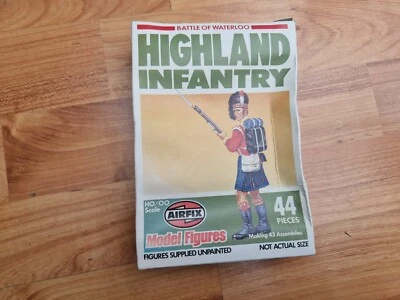 BATTLE OF WATERLOO
HIGHLAND
INFANTRY
HO/OO
Scale
AIRFIX
Model Figures
44
PIECES
Making 43 Assemblies
FIGURES SUPPLIED UNPAINTED
NOT ACTUAL SIZE